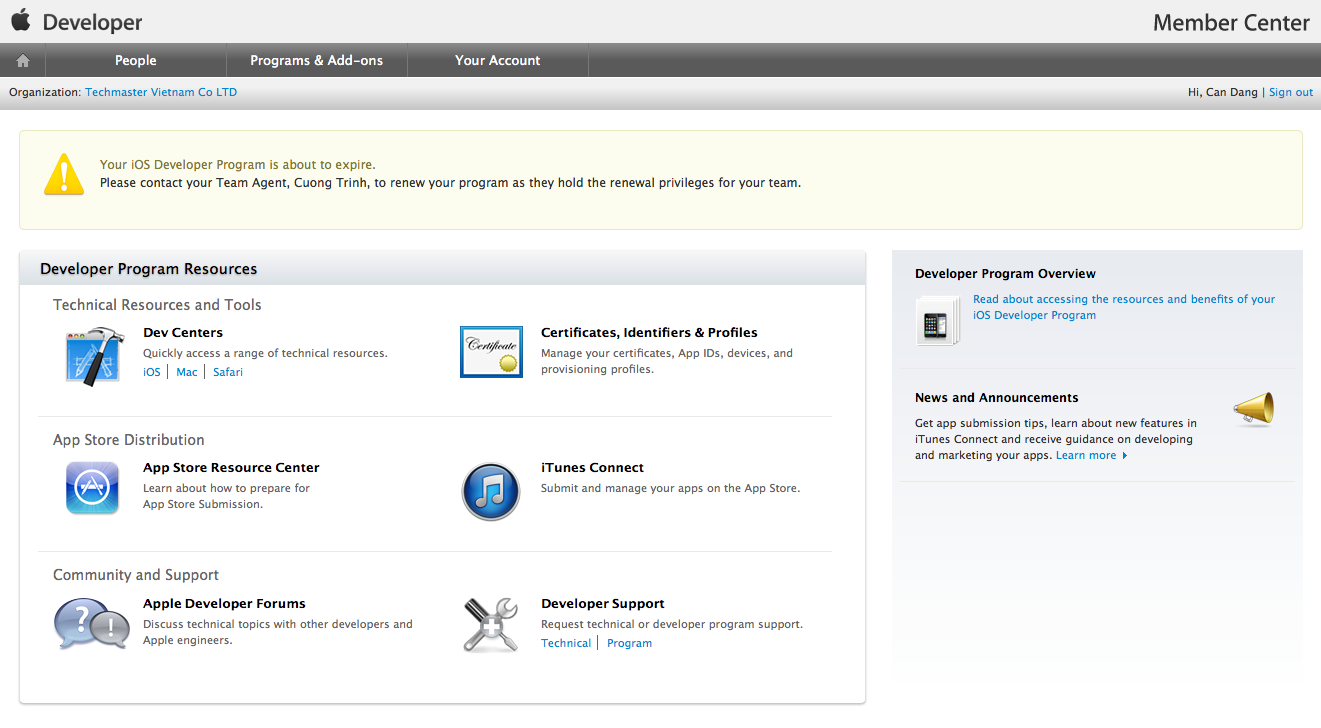 Developer
Member Center
People
Programs & Add-ons
Your Account
Organization: Techmaster Vietnam Co LTD
Hi, Can Dang | Sign out
Your iOS Developer Program is about to expire.
Please contact your Team Agent, Cuong Trinh, to renew your program as they hold the renewal privileges for your team.
Developer Program Resources
Technical Resources and Tools
Dev Centers
Quickly access a range of technical resources.
iOS | Mac | Safari
Certificate
Certificates, Identifiers & Profiles
Manage your certificates, App IDs, devices, and
provisioning profiles.
App Store Distribution
App Store Resource Center
Learn about how to prepare for
App Store Submission.
iTunes Connect
Submit and manage your apps on the App Store.
Community and Support
? !
Apple Developer Forums
Discuss technical topics with other developers and
Apple engineers.
Developer Support
Request technical or developer program support.
Technical | Program
Developer Program Overview
Read about accessing the resources and benefits of your
iOS Developer Program
News and Announcements
Get app submission tips, learn about new features in
iTunes Connect and receive guidance on developing
and marketing your apps. Learn more